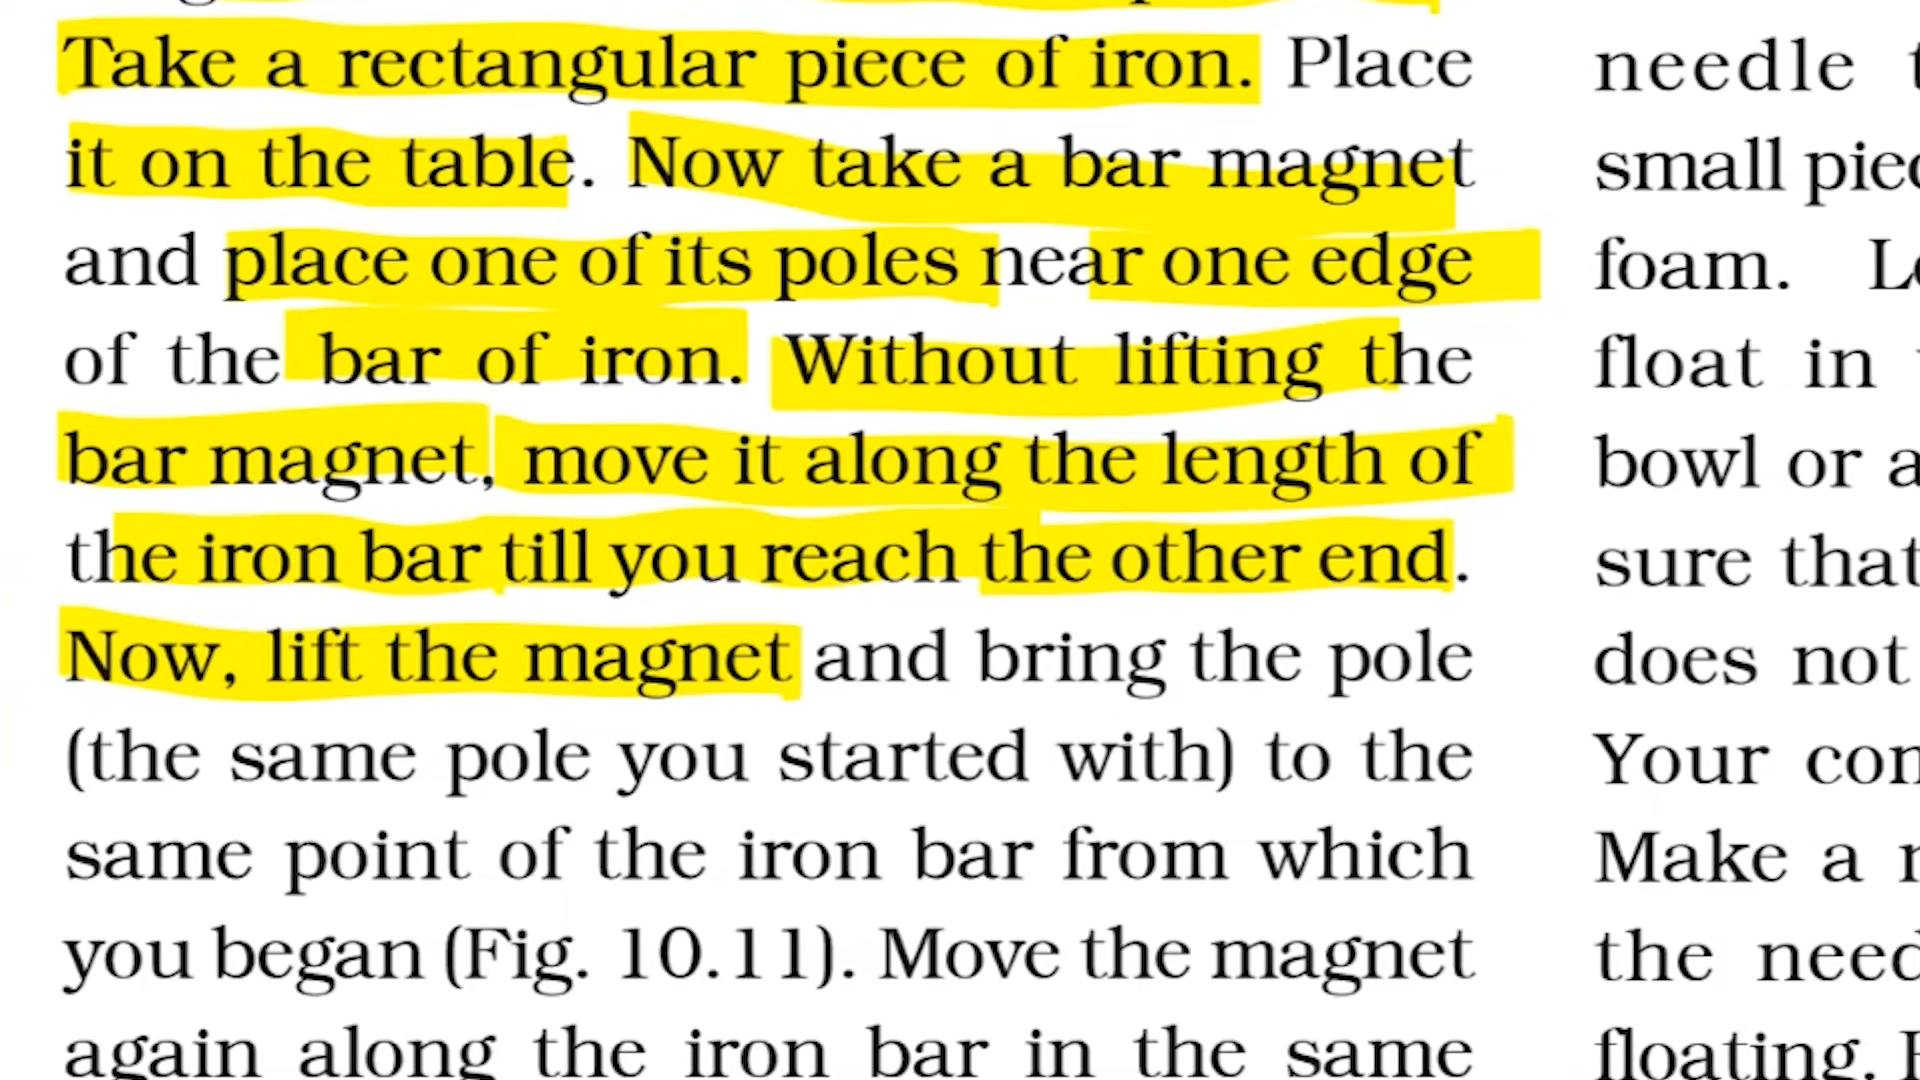 Take a rectangular piece of iron. Place
it on the table. Now take a bar magnet
and place one of its poles near one edge
of the bar of iron. Without lifting the
bar magnet, move it along the length of
the iron bar till you reach the other end.
Now, lift the magnet and bring the pole
(the same pole you started with) to the
same point of the iron bar from which
you began (Fig. 10.11). Move the magnet
again along the iron bar in the same
needle
small
foam.
float in
bowl or
sure that
does not
Your
Make a
the
floating.